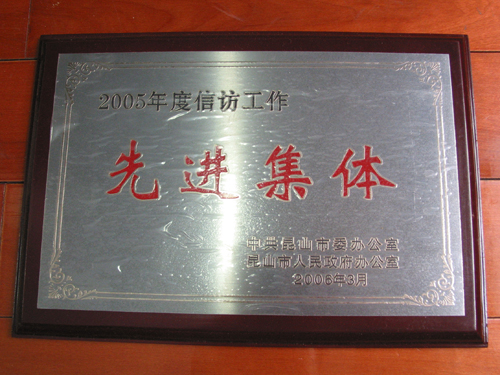 2005年度信访工作
先进集体
中共昆山市委办公室
昆山市人民政府办公室
2006年3月